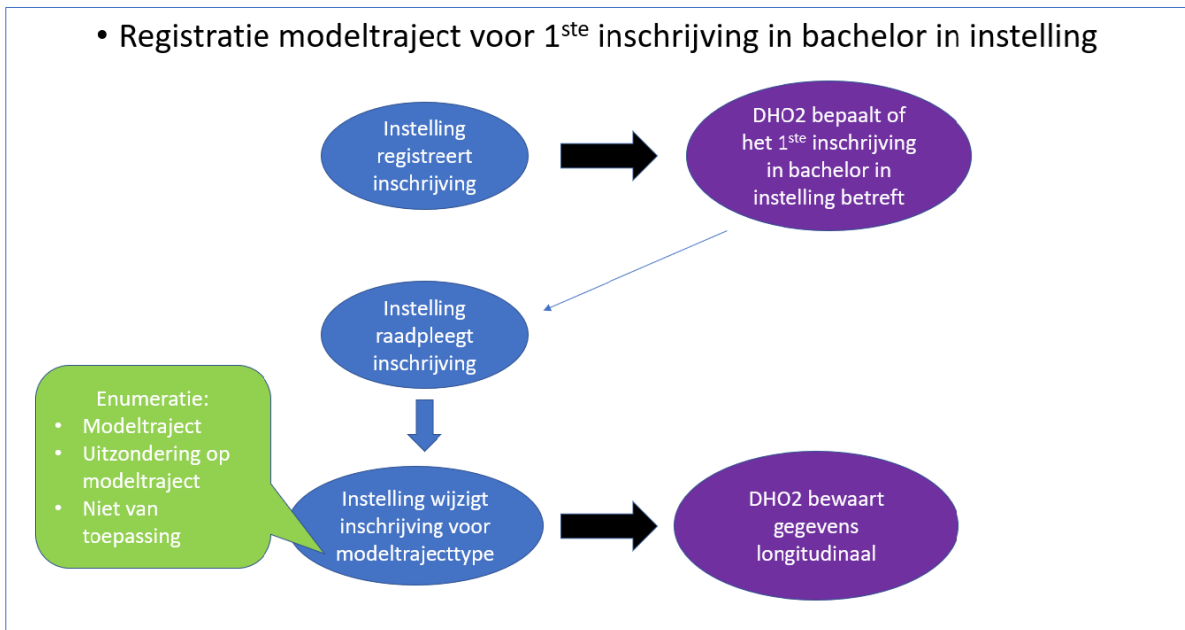 • Registratie modeltraject voor 1ste inschrijving in bachelor in instelling
Instelling
registreert
inschrijving
DHO2 bepaalt of
het 1ste inschrijving
in bachelor in
instelling betreft
Instelling
raadpleegt
inschrijving
Enumeratie:
• Modeltraject
• Uitzondering op
modeltraject
• Niet van
toepassing
Instelling wijzigt
inschrijving voor
modeltrajecttype
DHO2 bewaart
gegevens
longitudinaal